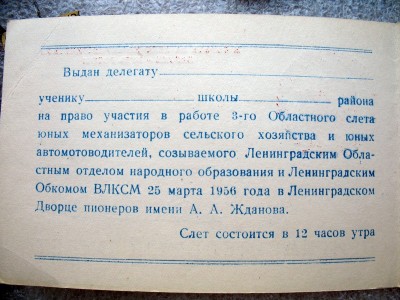 Выдан делегату
ученику школы района
на право участия в работе 3-го Областного слета
юных механизаторов сельского хозяйства и юных
автомотоводителей, созываемого Ленинградским Обла-
стным отделом народного образования и Ленинградским
Обкомом ВЛКСМ 25 марта 1956 года в Ленинградском
Дворце пионеров имени А. А. Жданова.
Слет состоится в 12 часов утра